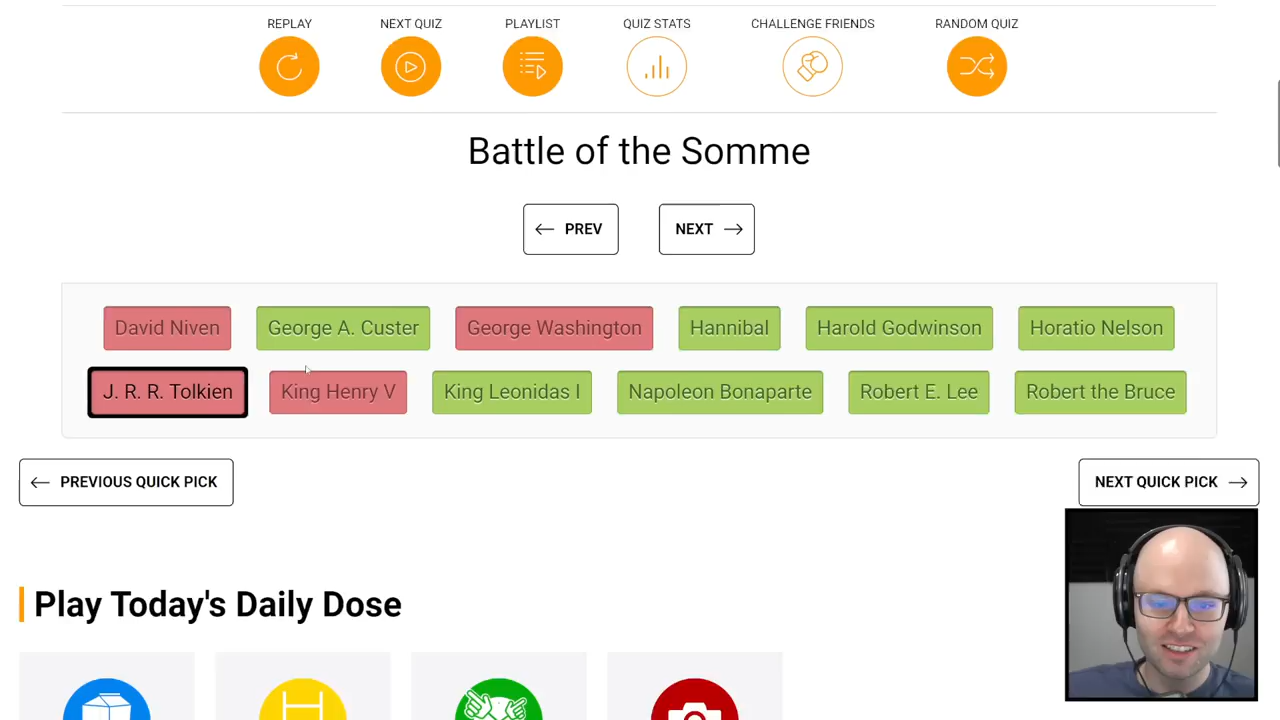 REPLAY NEXT QUIZ PLAYLIST QUIZ STATS CHALLENGE FRIENDS RANDOM QUIZ
Battle of the Somme
← PREV NEXT →
David Niven George A. Custer George Washington Hannibal Harold Godwinson Horatio Nelson
J. R. R. Tolkien King Henry V King Leonidas I Napoleon Bonaparte Robert E. Lee Robert the Bruce
← PREVIOUS QUICK PICK NEXT QUICK PICK →
Play Today's Daily Dose